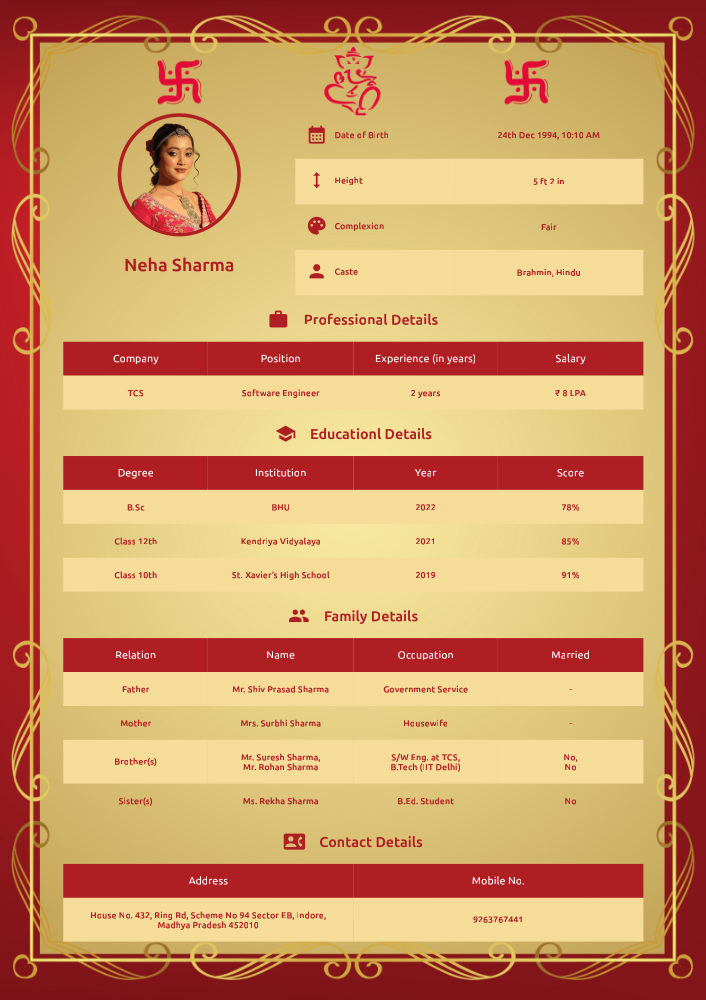 Date of Birth 24th Dec 1994, 10:10 AM
Height 5 ft 2 in
Complexion Fair
Caste Brahmin, Hindu
Neha Sharma
Professional Details
Company Position Experience (in years) Salary
TCS Software Engineer 2 years ₹ 8 LPA
Educationl Details
Degree Institution Year Score
B.Sc BHU 2022 78%
Class 12th Kendriya Vidyalaya 2021 85%
Class 10th St. Xavier's High School 2019 91%
Family Details
Relation Name Occupation Married
Father Mr. Shiv Prasad Sharma Government Service -
Mother Mrs. Surbhi Sharma Housewife -
Brother(s) Mr. Suresh Sharma, S/W Eng. at TCS, No,
Mr. Rohan Sharma B.Tech (IIT Delhi) No
Sister(s) Ms. Rekha Sharma B.Ed. Student No
Contact Details
Address Mobile No.
House No. 432, Ring Rd, Scheme No 94 Sector EB, Indore, 9263767441
Madhya Pradesh 452010